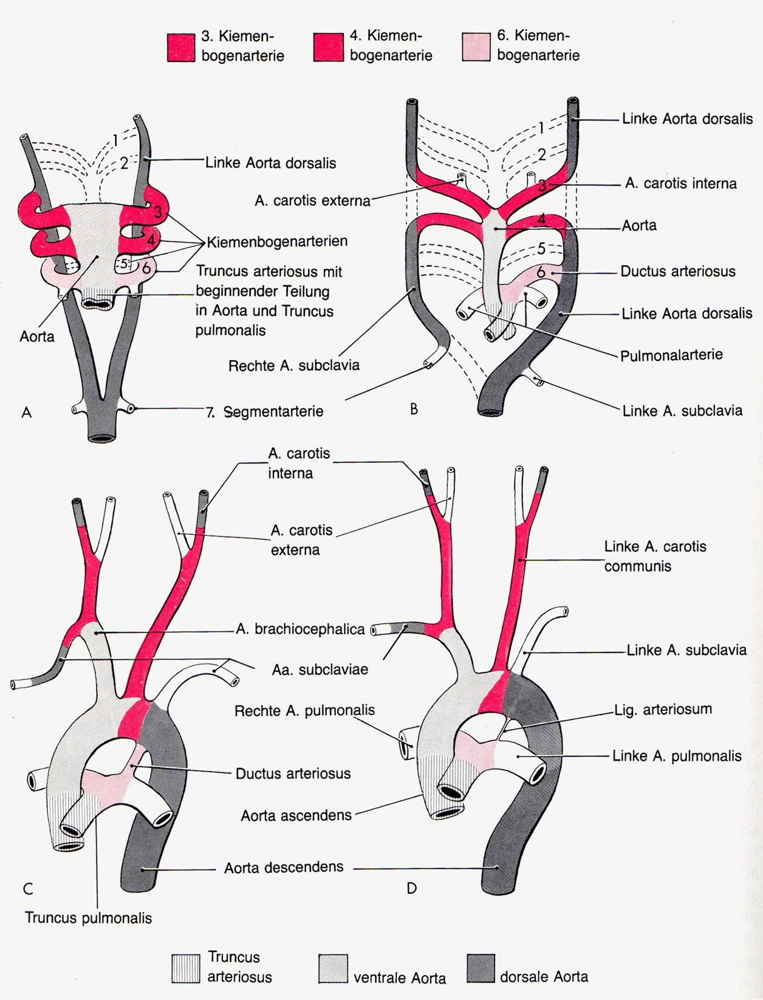 3. Kiemen-
bogenarterie
4. Kiemen-
bogenarterie
6. Kiemen-
bogenarterie
1
2
Linke Aorta dorsalis
3
4
5
6
Kiemenbogenarterien
Truncus arteriosus mit
beginnender Teilung
in Aorta und Truncus
pulmonalis
Aorta
7. Segmentarterie
A
1
2
3
4
5
6
Linke Aorta dorsalis
A. carotis externa
A. carotis interna
Aorta
Ductus arteriosus
Linke Aorta dorsalis
Pulmonalarterie
Rechte A. subclavia
Linke A. subclavia
B
A. carotis
interna
A. carotis
externa
Linke A. carotis
communis
A. brachiocephalica
Aa. subclaviae
Linke A. subclavia
Rechte A. pulmonalis
Lig. arteriosum
Linke A. pulmonalis
Ductus arteriosus
Aorta ascendens
Aorta descendens
C
D
Truncus pulmonalis
Truncus
arteriosus
ventrale Aorta
dorsale Aorta